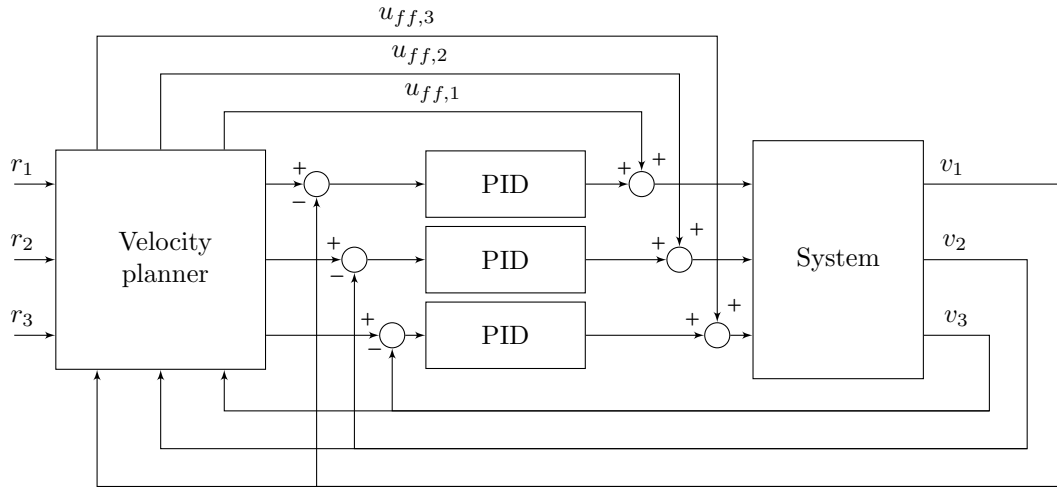 u_{ff,3}
u_{ff,2}
u_{ff,1}
r_1
r_2
r_3
Velocity
planner
+
−
+
−
+
−
PID
PID
PID
+
+
+
+
+
+
System
v_1
v_2
v_3